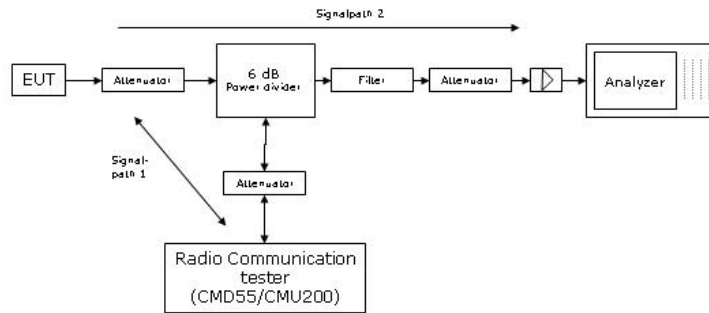 Signalpath 2
EUT
Attenuator
6 dB
Power divider
Filter
Attenuator
Analyzer
Signal-
path 1
Attenuator
Radio Communication
tester
(CMD55/CMU200)